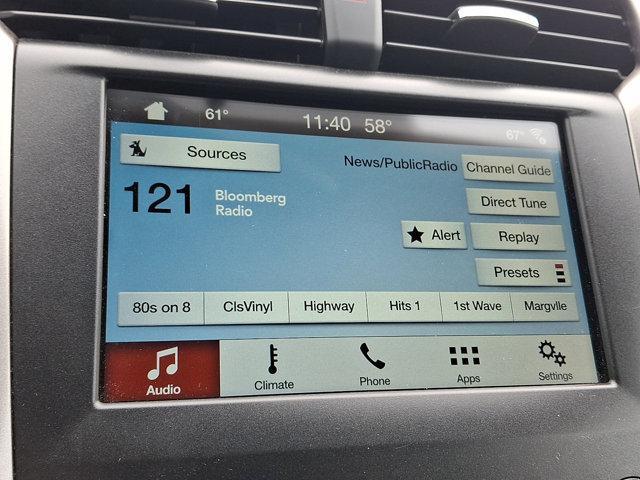 61° 11:40 58° 67°
Sources
News/PublicRadio
Channel Guide
121
Bloomberg
Radio
Direct Tune
Alert
Replay
Presets
80s on 8 ClsVinyl Highway Hits 1 1st Wave Margvlle
Audio Climate Phone Apps Settings